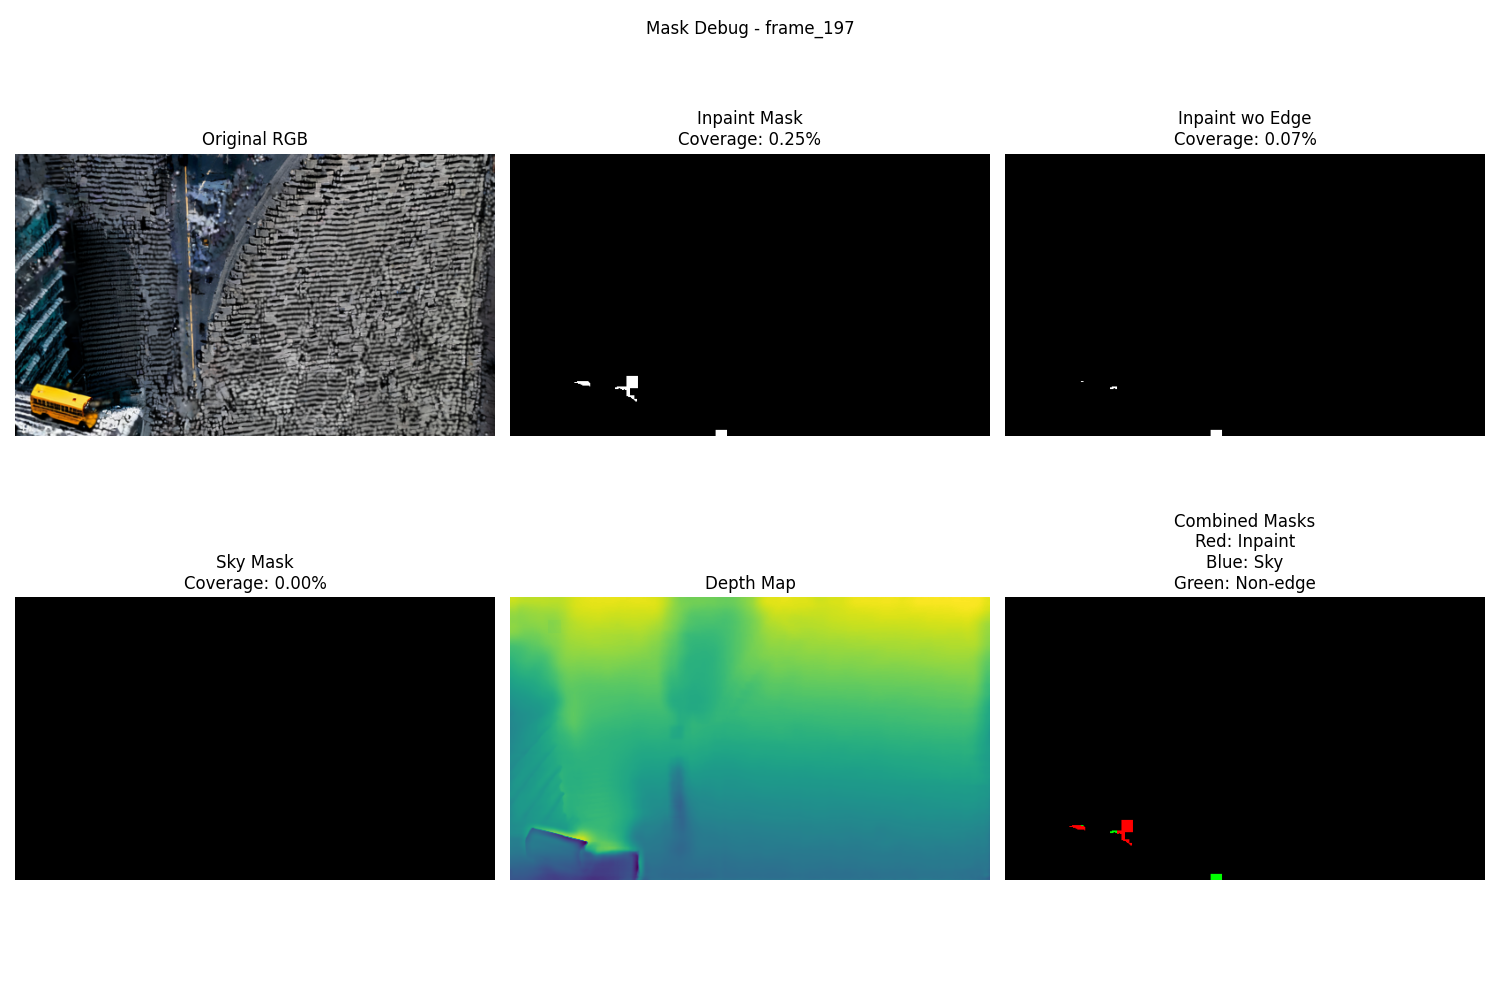 Mask Debug - frame_197
Original RGB
Inpaint Mask
Coverage: 0.25%
Inpaint wo Edge
Coverage: 0.07%
Sky Mask
Coverage: 0.00%
Depth Map
Combined Masks
Red: Inpaint
Blue: Sky
Green: Non-edge